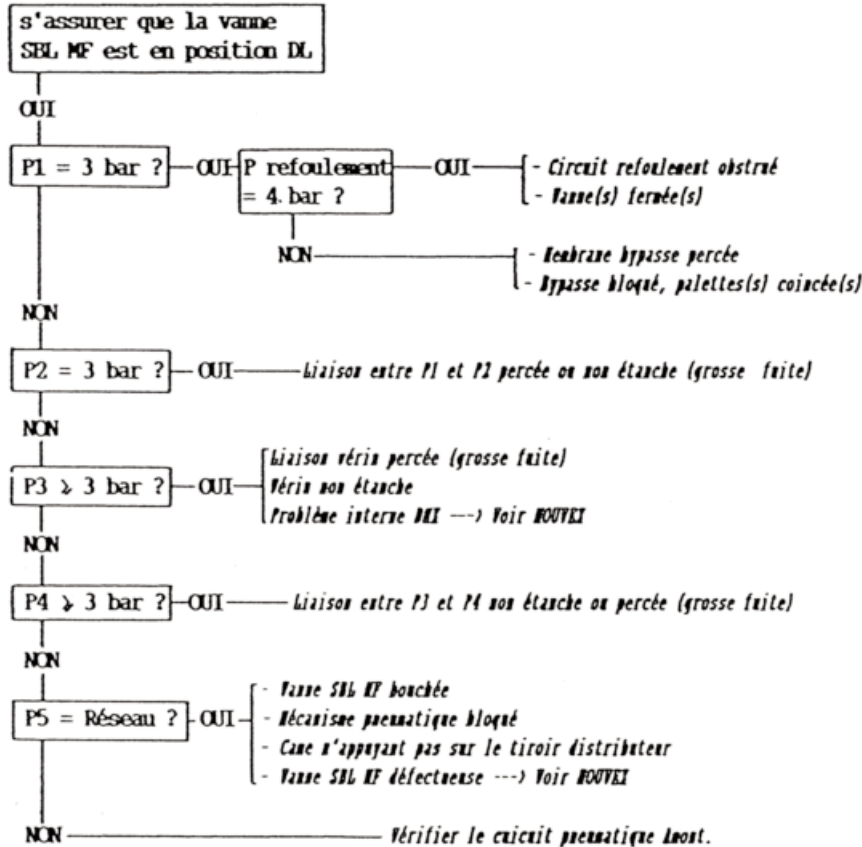 s'assurer que la vanne
SBL MF est en position DL
OUI
P1 = 3 bar ?
OUI
P refoulement
= 4. bar ?
OUI
- Circuit refoulement obstrué
- Vanne(s) fermée(s)
NON
- Membrane bypasse percée
- Bypasse bloqué, palettes(s) coincée(s)
NON
P2 = 3 bar ?
OUI
Liaison entre P1 et P2 percée ou non étanche (grosse fuite)
NON
P3 ⩾ 3 bar ?
OUI
Liaison vérin percée (grosse fuite)
Vérin non étanche
Problème interne ---> Voir NOUVEI
NON
P4 ⩾ 3 bar ?
OUI
Liaison entre P3 et P4 non étanche ou percée (grosse fuite)
NON
P5 = Réseau ?
OUI
- Vanne SBL MF bouchée
- Mécanisme pneumatique bloqué
- Came n'appuyant pas sur le tiroir distributeur
- Vanne SBL MF défectueuse ---> Voir NOUVEI
NON
Vérifier le cuicuit pneumatique Amont.